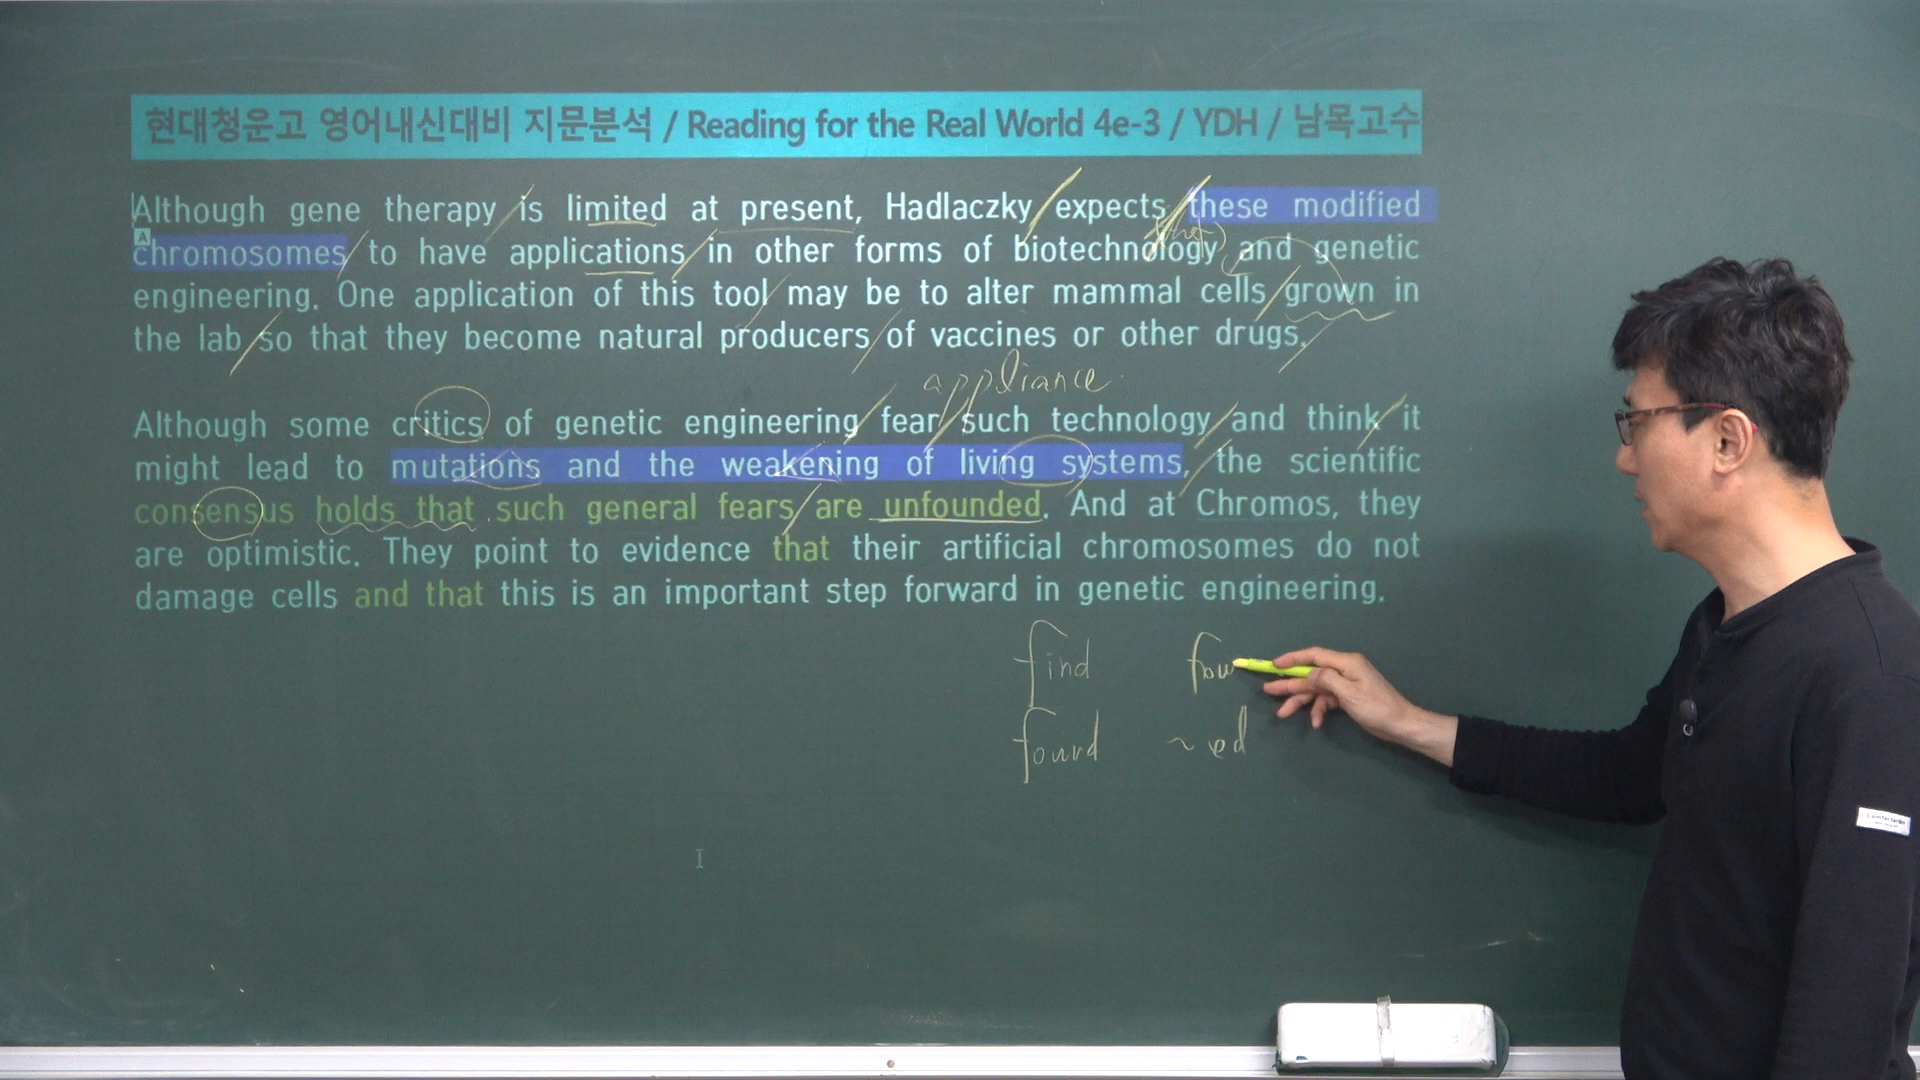 현대청운고 영어내신대비 지문분석 / Reading for the Real World 4e-3 / YDH / 남목고수
Although gene therapy is limited at present, Hadlaczky expects these modified
chromosomes to have applications in other forms of biotechnology and genetic
engineering. One application of this tool may be to alter mammal cells grown in
the lab so that they become natural producers of vaccines or other drugs.
appliance
Although some critics of genetic engineering fear such technology and think it
might lead to mutations and the weakening of living systems, the scientific
consensus holds that such general fears are unfounded. And at Chromos, they
are optimistic. They point to evidence that their artificial chromosomes do not
damage cells and that this is an important step forward in genetic engineering.
find fou
found ~ed